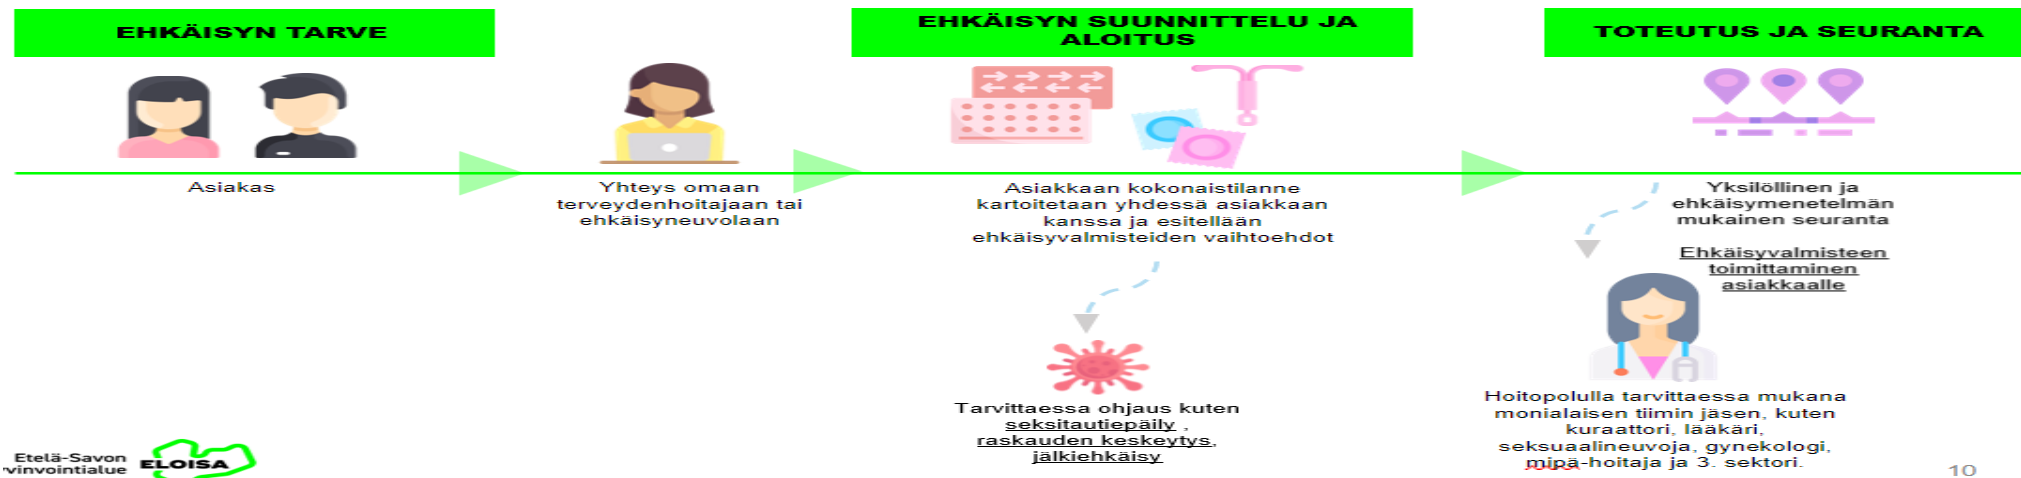 EHKÄISYN TARVE
Asiakas
Yhteys omaan
terveydenhoitajaan tai
ehkäisyneuvolaan
EHKÄISYN SUUNNITTELU JA
ALOITUS
Asiakkaan kokonaistilanne
kartoitetaan yhdessä asiakkaan
kanssa ja esitellään
ehkäisyvalmisteiden vaihtoehdot
Tarvittaessa ohjaus kuten
seksitautiepäily ,
raskauden keskeytys,
jälkiehkäisy
TOTEUTUS JA SEURANTA
Yksilöllinen ja
ehkäisymenetelmän
mukainen seuranta
Ehkäisyvalmisteen
toimittaminen
asiakkaalle
Hoitopolulla tarvittaessa mukana
monialaisen tiimin jäsen, kuten
kuraattori, lääkäri,
seksuaalineuvoja, gynekologi,
mipä-hoitaja ja 3. sektori.
Etelä-Savon
vinvointialue
ELOISA
10